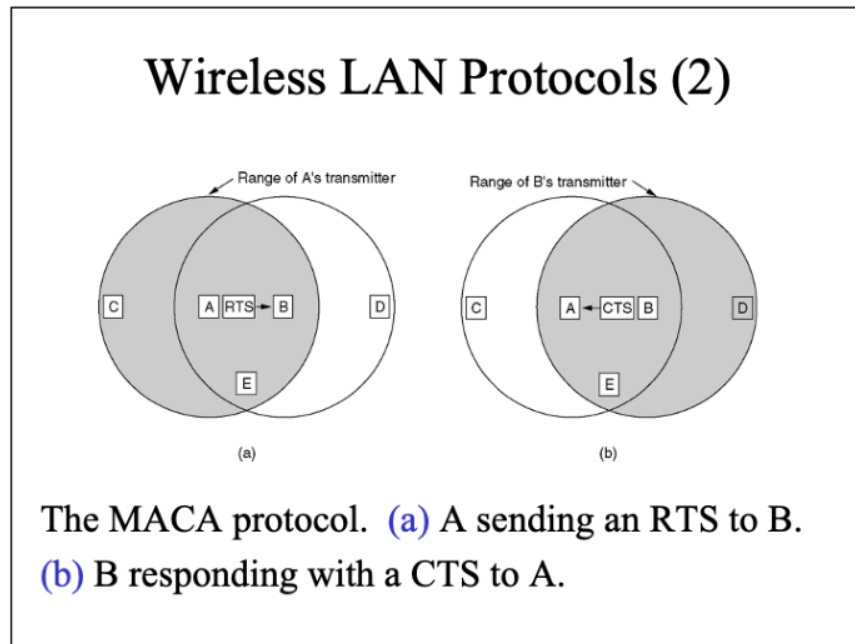 Wireless LAN Protocols (2)
Range of A's transmitter
C
A
RTS
B
D
E
(a)
Range of B's transmitter
C
A
CTS
B
D
E
(b)
The MACA protocol. (a) A sending an RTS to B.
(b) B responding with a CTS to A.